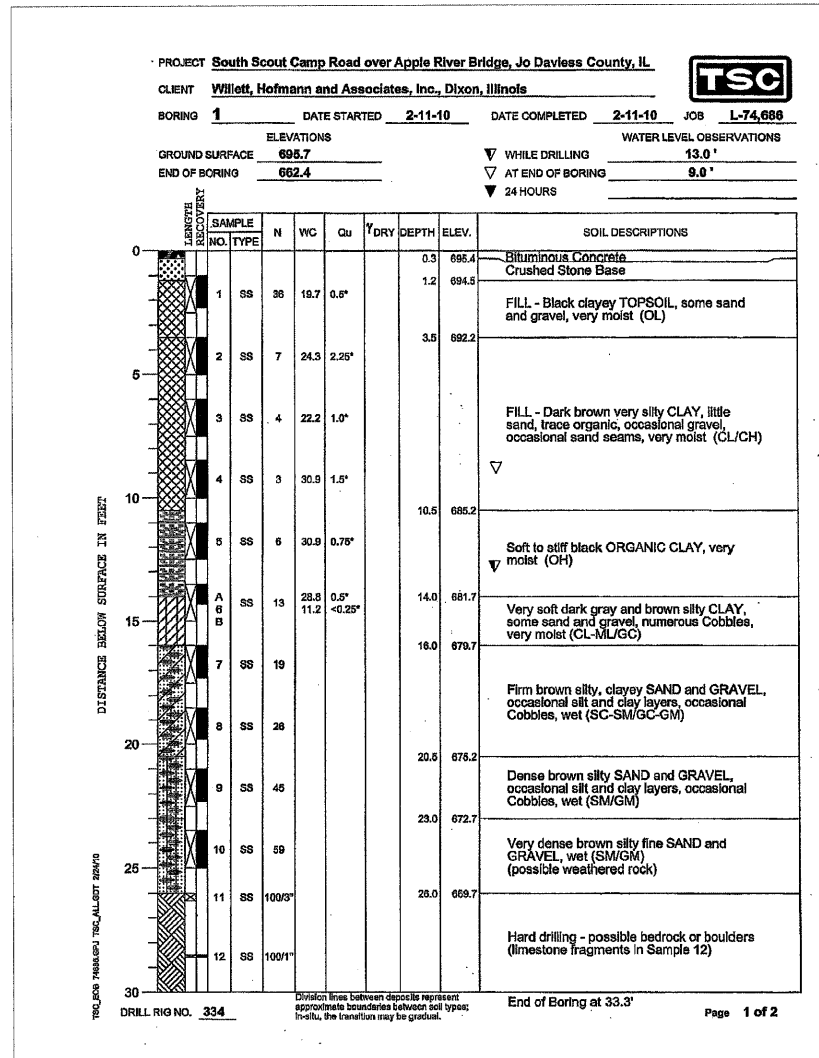 PROJECT South Scout Camp Road over Apple River Bridge, Jo Daviess County, IL
TSC
CLIENT Willett, Hofmann and Associates, Inc., Dixon, Illinois
BORING 1 DATE STARTED 2-11-10 DATE COMPLETED 2-11-10 JOB L-74,686
ELEVATIONS WATER LEVEL OBSERVATIONS
GROUND SURFACE 695.7 WHILE DRILLING 13.0 '
END OF BORING 662.4 AT END OF BORING 9.0 '
24 HOURS
LENGTH
RECOVERY
SAMPLE
NO. TYPE N WC Qu γDRY DEPTH ELEV. SOIL DESCRIPTIONS
0
0.3 695.4 Bituminous Concrete
Crushed Stone Base
1.2 694.5
1 SS 36 19.7 0.5*
FILL - Black clayey TOPSOIL, some sand
and gravel, very moist (OL)
3.5 692.2
2 SS 7 24.3 2.25*
5
3 SS 4 22.2 1.0*
FILL - Dark brown very silty CLAY, little
sand, trace organic, occasional gravel,
occasional sand seams, very moist (CL/CH)
4 SS 3 30.9 1.5*
10
10.5 685.2
5 SS 6 30.9 0.75*
Soft to stiff black ORGANIC CLAY, very
moist (OH)
A 28.8 0.5* 14.0 681.7
6 SS 13
B 11.2 <0.25*
Very soft dark gray and brown silty CLAY,
some sand and gravel, numerous Cobbles,
very moist (CL-ML/GC)
15
16.0 679.7
7 SS 19
Firm brown silty, clayey SAND and GRAVEL,
occasional silt and clay layers, occasional
Cobbles, wet (SC-SM/GC-GM)
8 SS 26
20
20.5 675.2
9 SS 45
Dense brown silty SAND and GRAVEL,
occasional silt and clay layers, occasional
Cobbles, wet (SM/GM)
23.0 672.7
10 SS 59
Very dense brown silty fine SAND and
GRAVEL, wet (SM/GM)
(possible weathered rock)
25
26.0 669.7
11 SS 100/3"
Hard drilling - possible bedrock or boulders
(limestone fragments in Sample 12)
12 SS 100/1"
30
DISTANCE BELOW SURFACE IN FEET
TSC_BOB 74686.GPJ TSC_ALL.GDT 2/24/10
DRILL RIG NO. 334
Division lines between deposits represent
approximate boundaries between soil types;
in-situ, the transition may be gradual.
End of Boring at 33.3'
Page 1 of 2